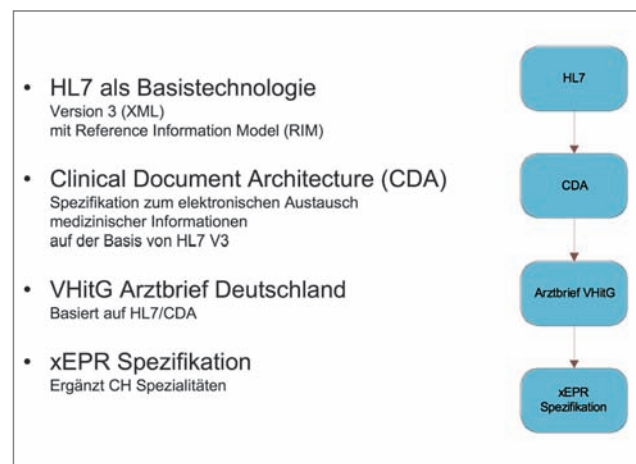 • HL7 als Basistechnologie
Version 3 (XML)
mit Reference Information Model (RIM)
• Clinical Document Architecture (CDA)
Spezifikation zum elektronischen Austausch
medizinischer Informationen
auf der Basis von HL7 V3
• VHitG Arztbrief Deutschland
Basiert auf HL7/CDA
• xEPR Spezifikation
Ergänzt CH Spezialitäten
HL7
CDA
Arztbrief VHitG
xEPR
Spezifikation